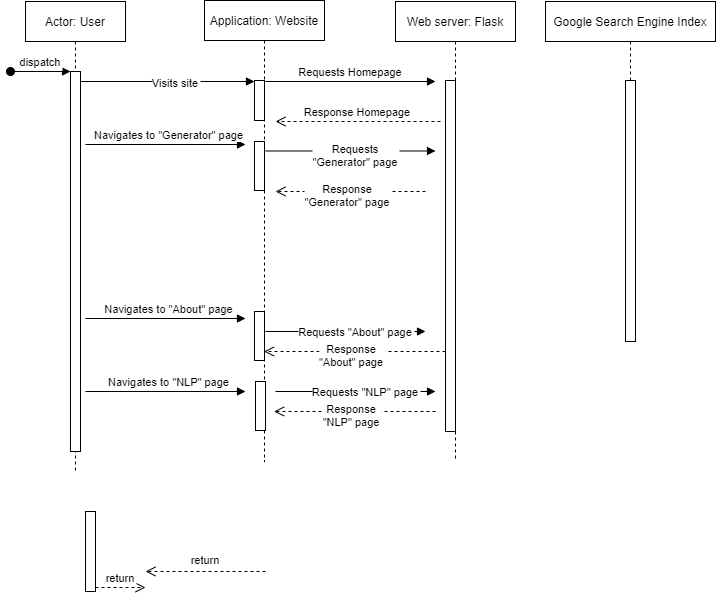 Actor: User
Application: Website
Web server: Flask
Google Search Engine Index
dispatch
Visits site
Requests Homepage
Response Homepage
Navigates to "Generator" page
Requests
"Generator" page
Response
"Generator" page
Navigates to "About" page
Requests "About" page
Response
"About" page
Navigates to "NLP" page
Requests "NLP" page
Response
"NLP" page
return
return